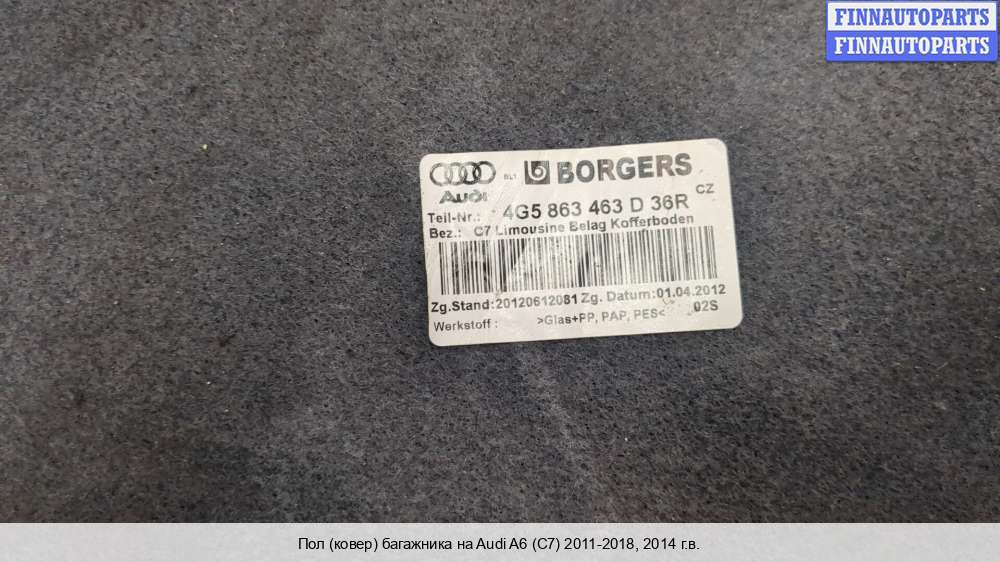 FINNAUTOPARTS
FINNAUTOPARTS
Audi BL1 BORGERS CZ
Teil-Nr.: 4G5 863 463 D 36R
Bez.: C7 Limousine Belag Kofferboden
Zg.Stand:20120612081 Zg. Datum:01.04.2012
Werkstoff : >Glas+PP, PAP, PES< 02S
Пол (ковер) багажника на Audi A6 (C7) 2011-2018, 2014 г.в.